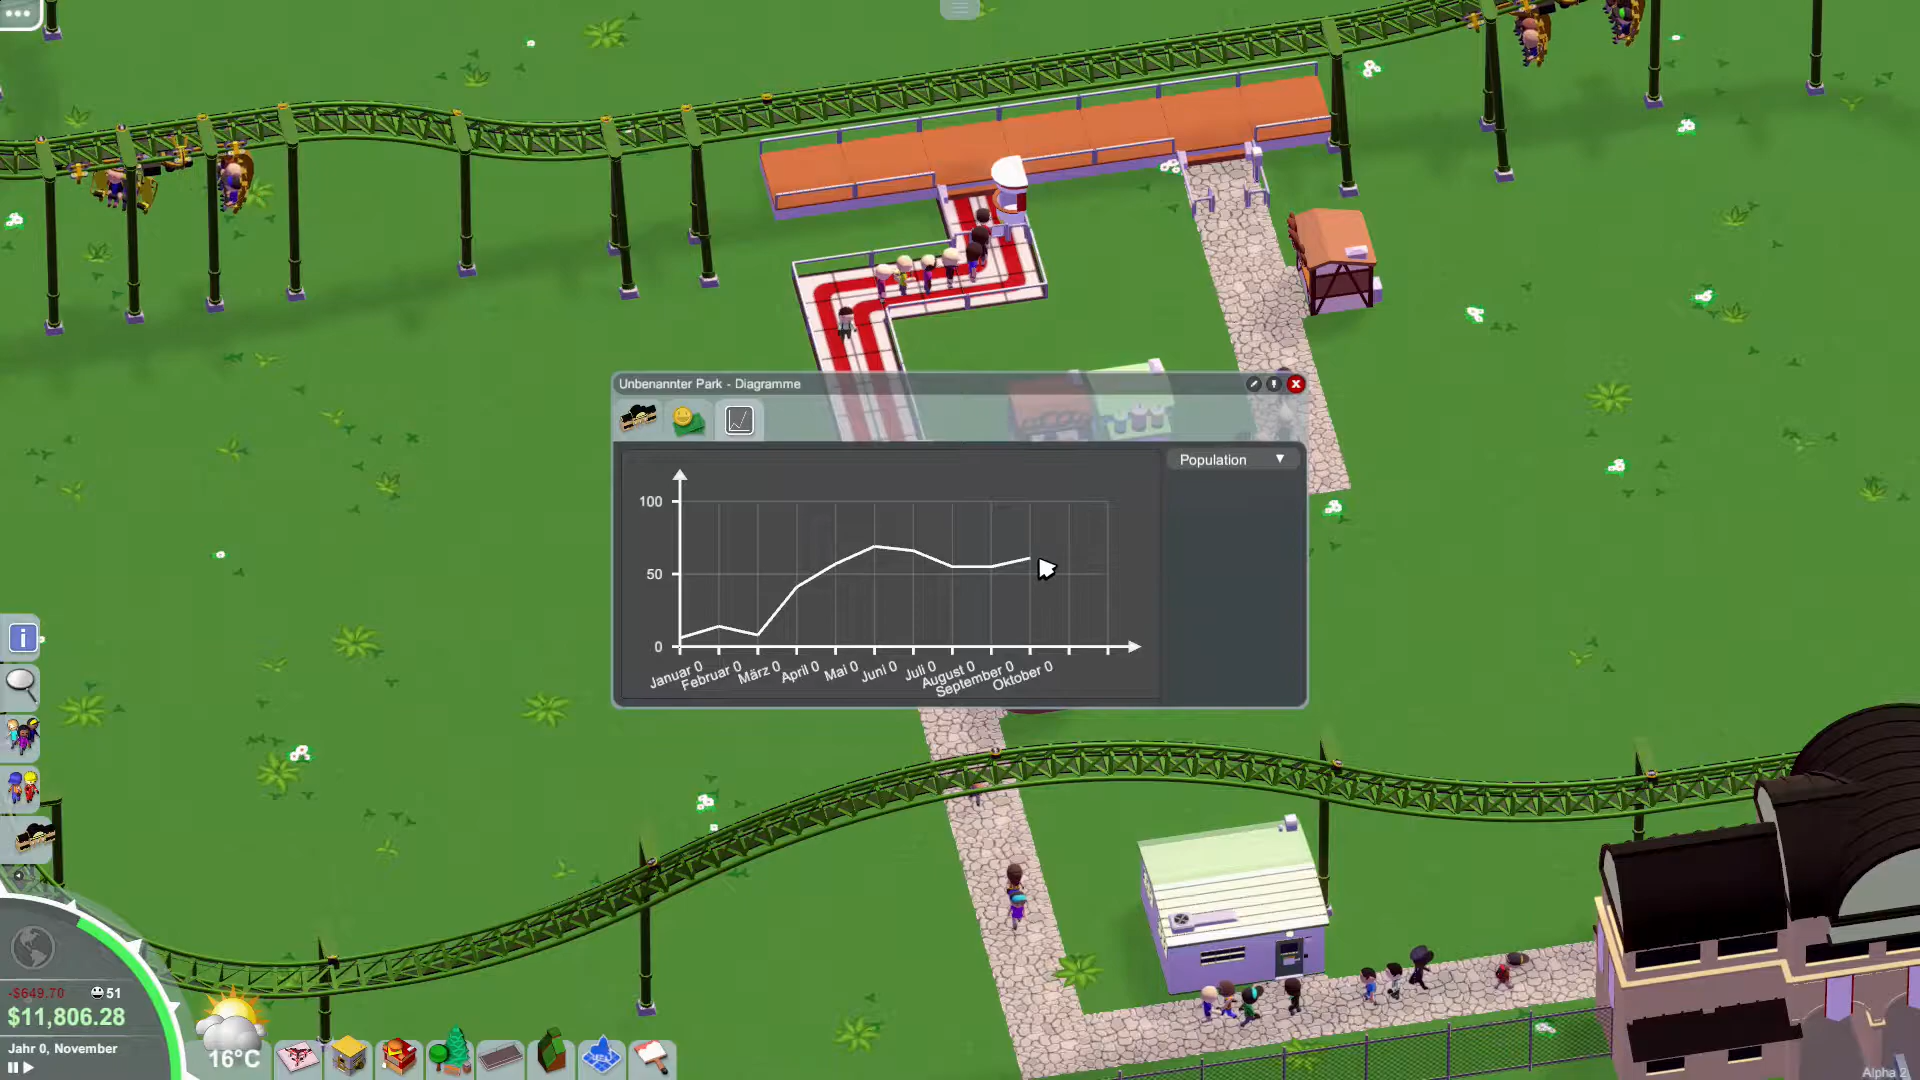 Unbenannter Park - Diagramme
Population
100
50
0
Januar 0
Februar 0
März 0
April 0
Mai 0
Juni 0
Juli 0
August 0
September 0
Oktober 0
-$649.70
51
$11,806.28
Jahr 0, November
16°C
Alpha 2